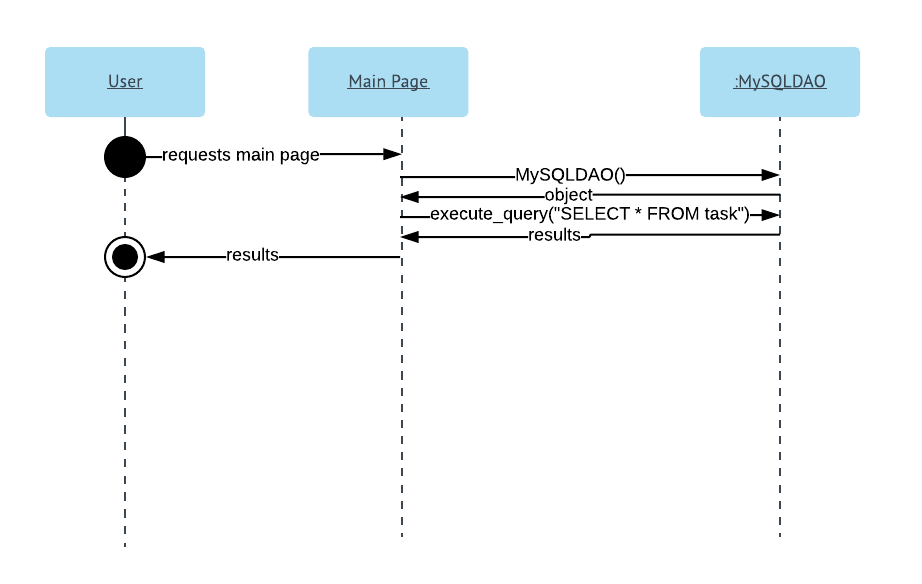 User
Main Page
:MySQLDAO
requests main page
MySQLDAO()
object
execute_query("SELECT * FROM task")
results
results